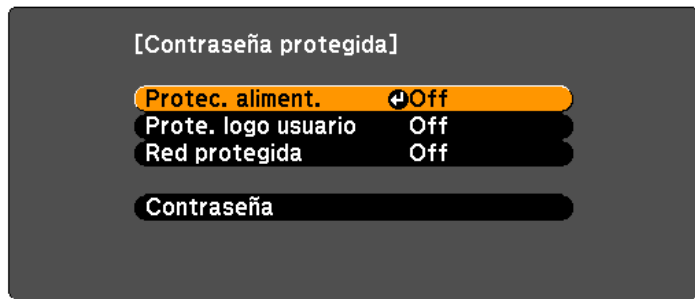 [Contraseña protegida]
Protec. aliment. Off
Prote. logo usuario Off
Red protegida Off
Contraseña